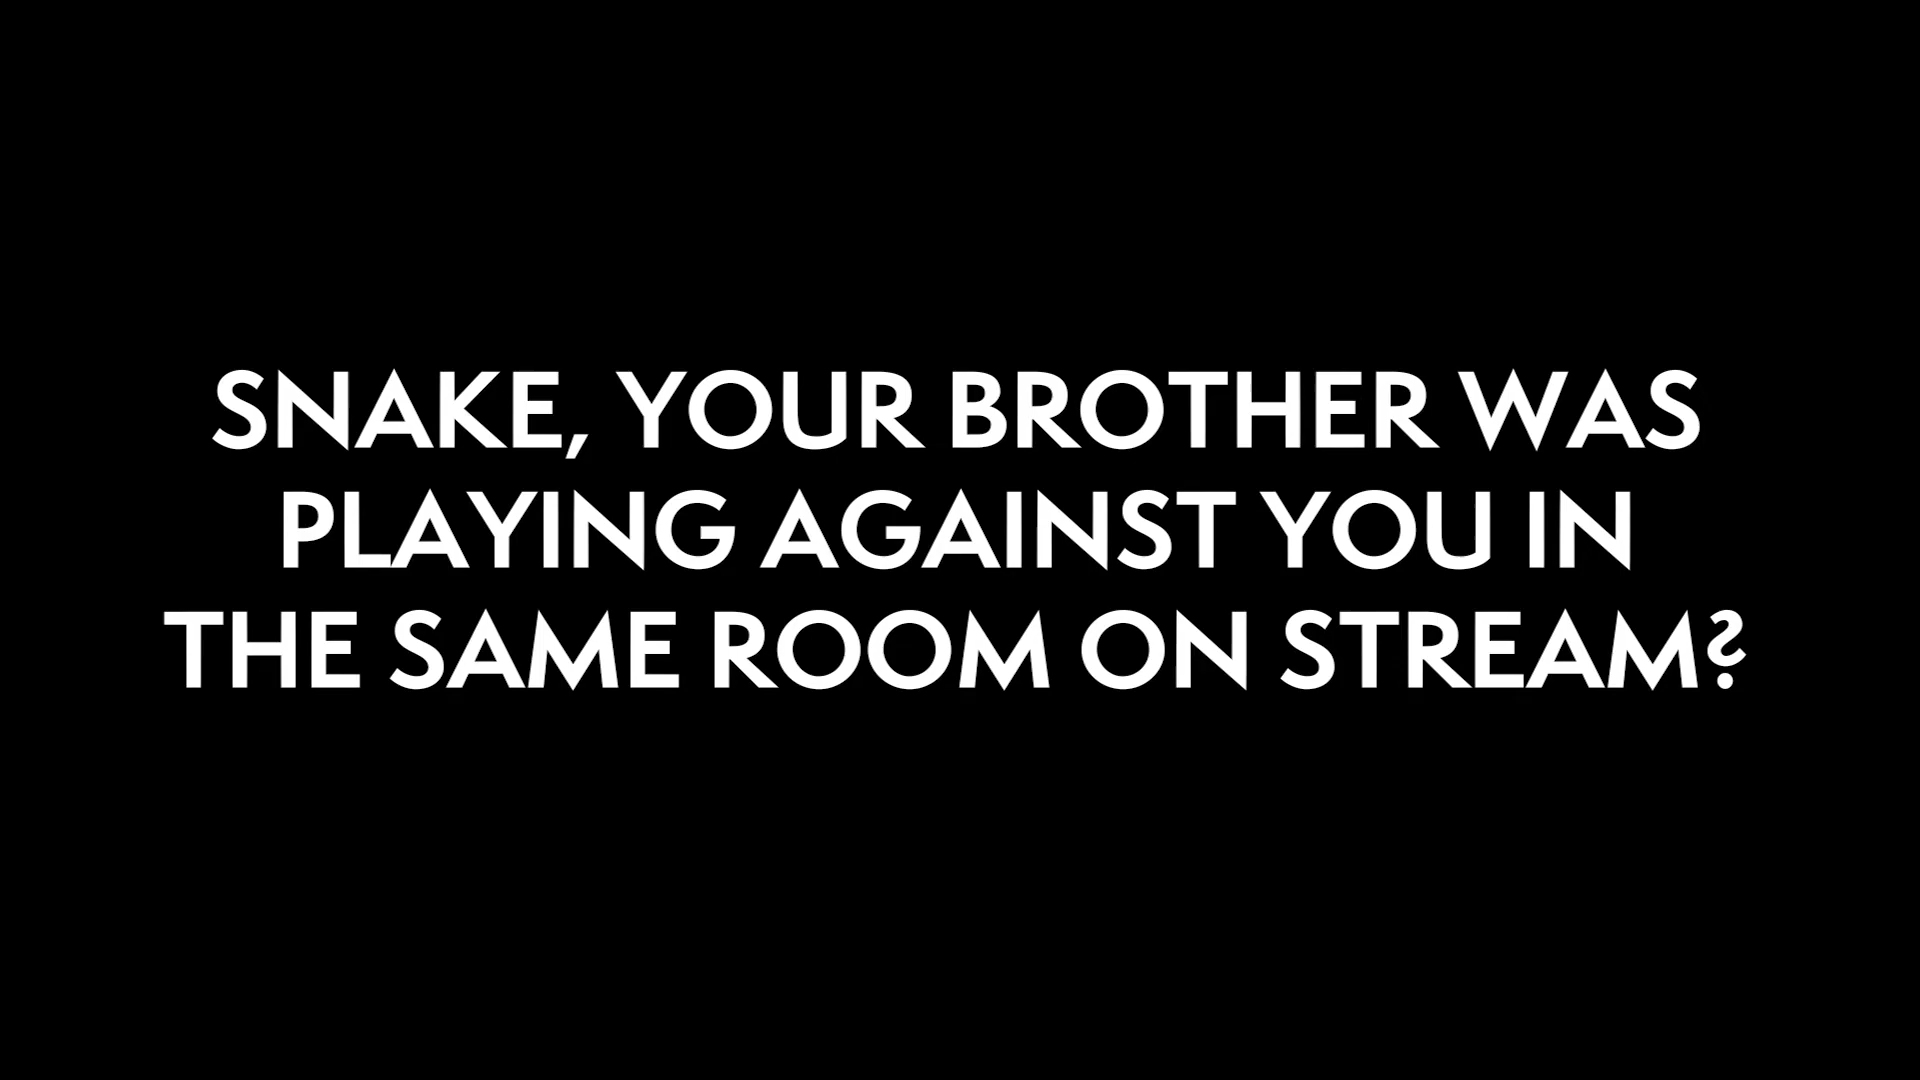 SNAKE, YOUR BROTHER WAS
PLAYING AGAINST YOU IN
THE SAME ROOM ON STREAM?